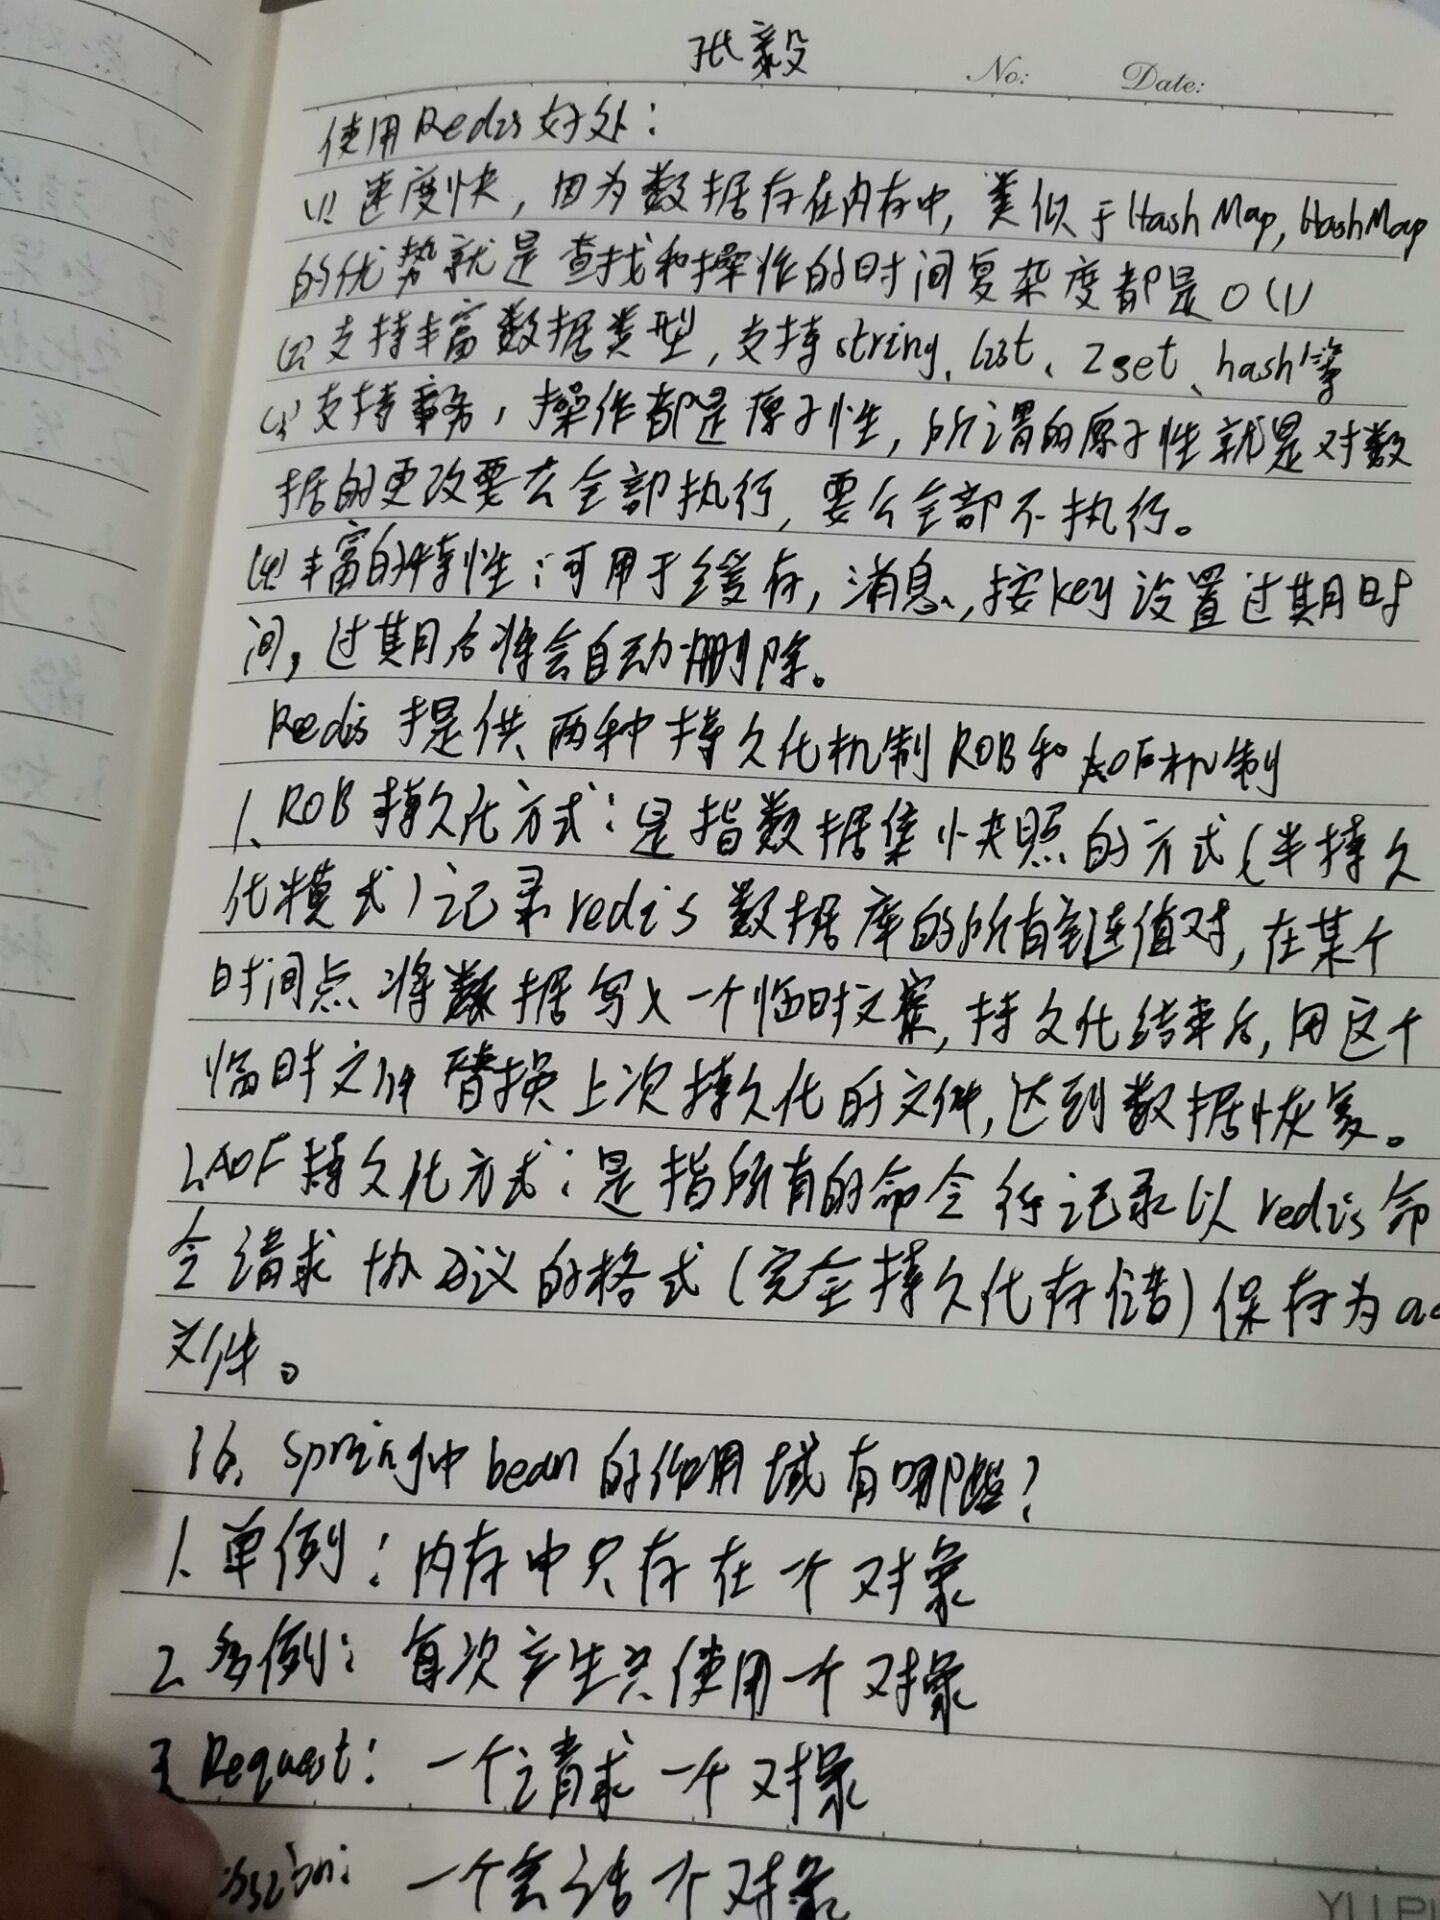 张毅
No:
Date:
使用Redis好处：
(1) 速度快，因为数据存在内存中，类似于HashMap，HashMap
的优势就是查找和操作的时间复杂度都是O(1)
(2) 支持丰富数据类型，支持string、list、Zset、hash等
(3) 支持事务，操作都是原子性，所谓的原子性就是对数
据的更改要么全部执行，要么全部不执行。
(4) 丰富的特性：可用于缓存，消息，按key设置过期时
间，过期后将会自动删除。
Redis提供两种持久化机制ROB和AOF机制
1、ROB持久化方式：是指数据集快照的方式(半持久
化模式)记录redis数据库的所有键值对，在某个
时间点将数据写入一个临时文案，持文化结束后，用这个
临时文件替换上次持久化的文件，达到数据恢复。
2、AOF持久化方式：是指所有的命令行记录以redis命
令请求协议的格式(完全持久化存储)保存为ao
文件。
16、Spring中bean的作用域有哪些？
1、单例：内存中只存在一个对象
2、多例：每次产生只使用一个对象
3、Request：一个请求一个对象
ssion：一个会话一个对象
YU PU